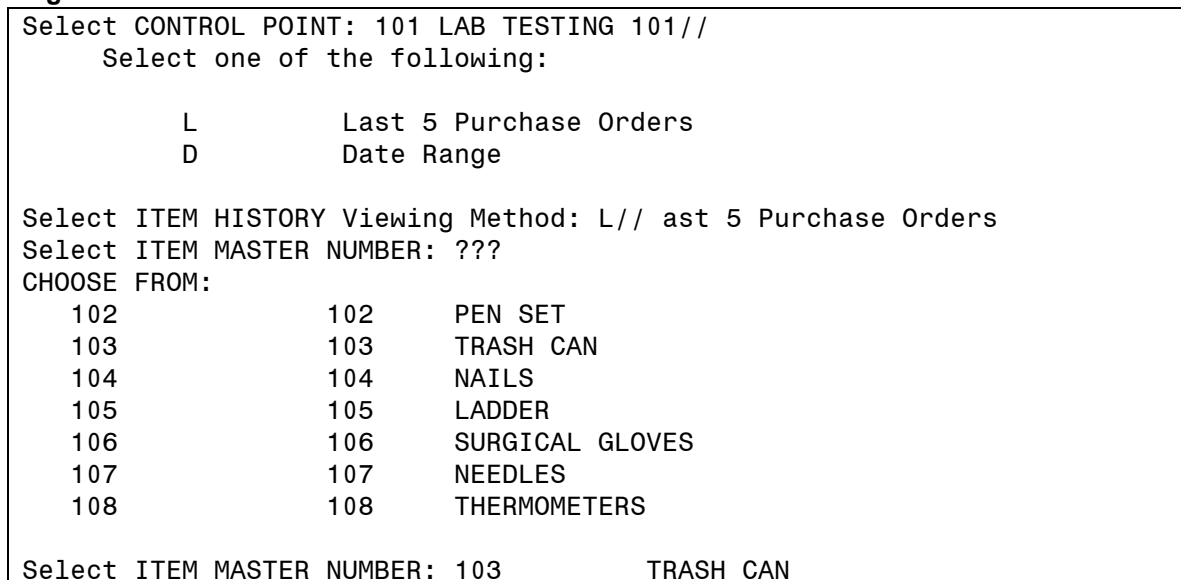 Select CONTROL POINT: 101 LAB TESTING 101//
Select one of the following:
L Last 5 Purchase Orders
D Date Range
Select ITEM HISTORY Viewing Method: L// ast 5 Purchase Orders
Select ITEM MASTER NUMBER: ???
CHOOSE FROM:
102 102 PEN SET
103 103 TRASH CAN
104 104 NAILS
105 105 LADDER
106 106 SURGICAL GLOVES
107 107 NEEDLES
108 108 THERMOMETERS
Select ITEM MASTER NUMBER: 103 TRASH CAN